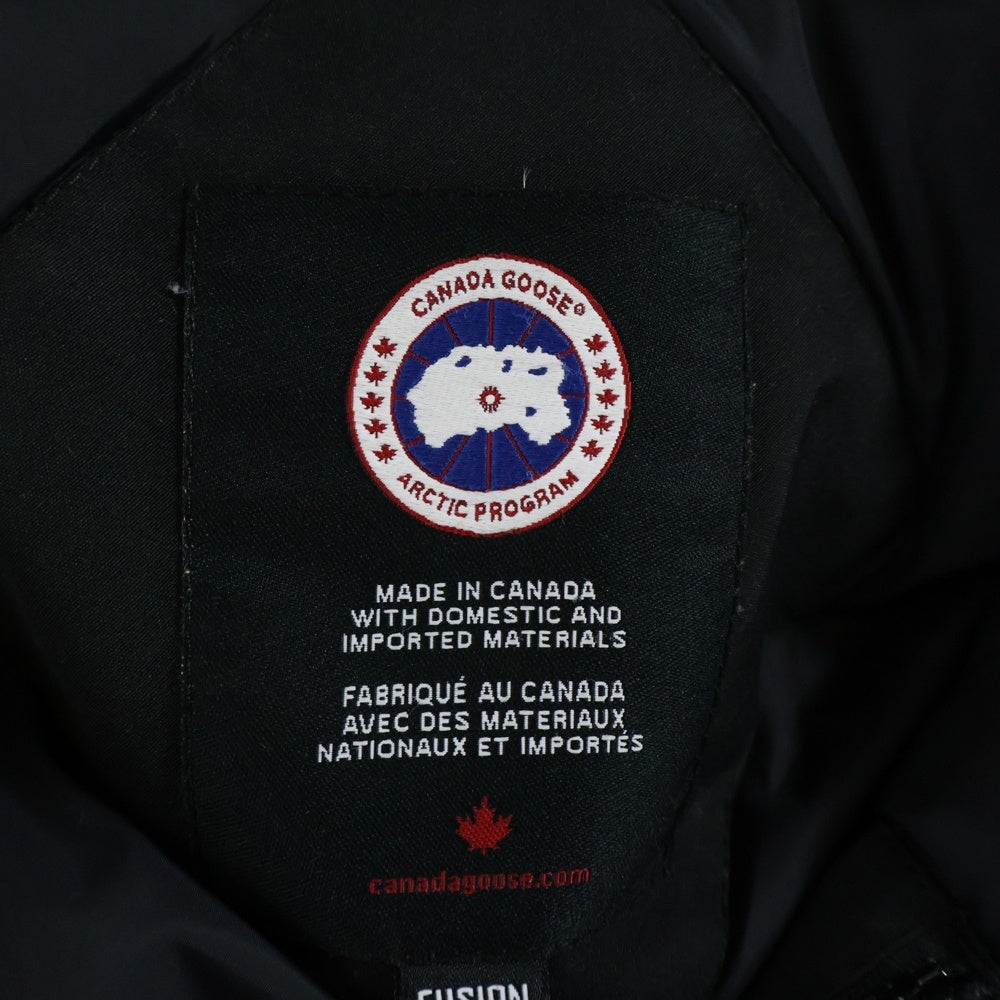 CANADA GOOSE®
ARCTIC PROGRAM
MADE IN CANADA
WITH DOMESTIC AND
IMPORTED MATERIALS
FABRIQUÉ AU CANADA
AVEC DES MATERIAUX
NATIONAUX ET IMPORTÉS
canadagoose.com
FUSION